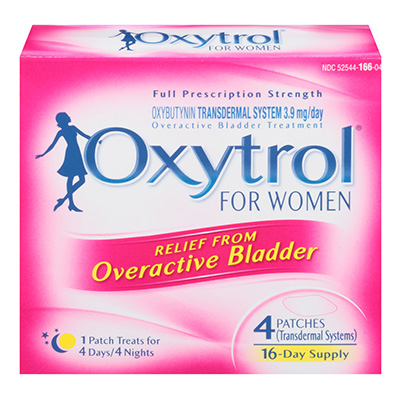 Oxytrol
FOR WOMEN
NDC 52544-166-04
Full Prescription Strength
OXYBUTYNIN TRANSDERMAL SYSTEM 3.9 mg/day
Overactive Bladder Treatment
Oxytrol®
FOR WOMEN
RELIEF FROM
Overactive Bladder
1 Patch Treats for
4 Days/4 Nights
4 PATCHES
(Transdermal Systems)
16-Day Supply